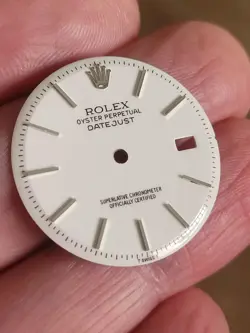 ROLEX
OYSTER PERPETUAL
DATEJUST
SUPERLATIVE CHRONOMETER
OFFICIALLY CERTIFIED